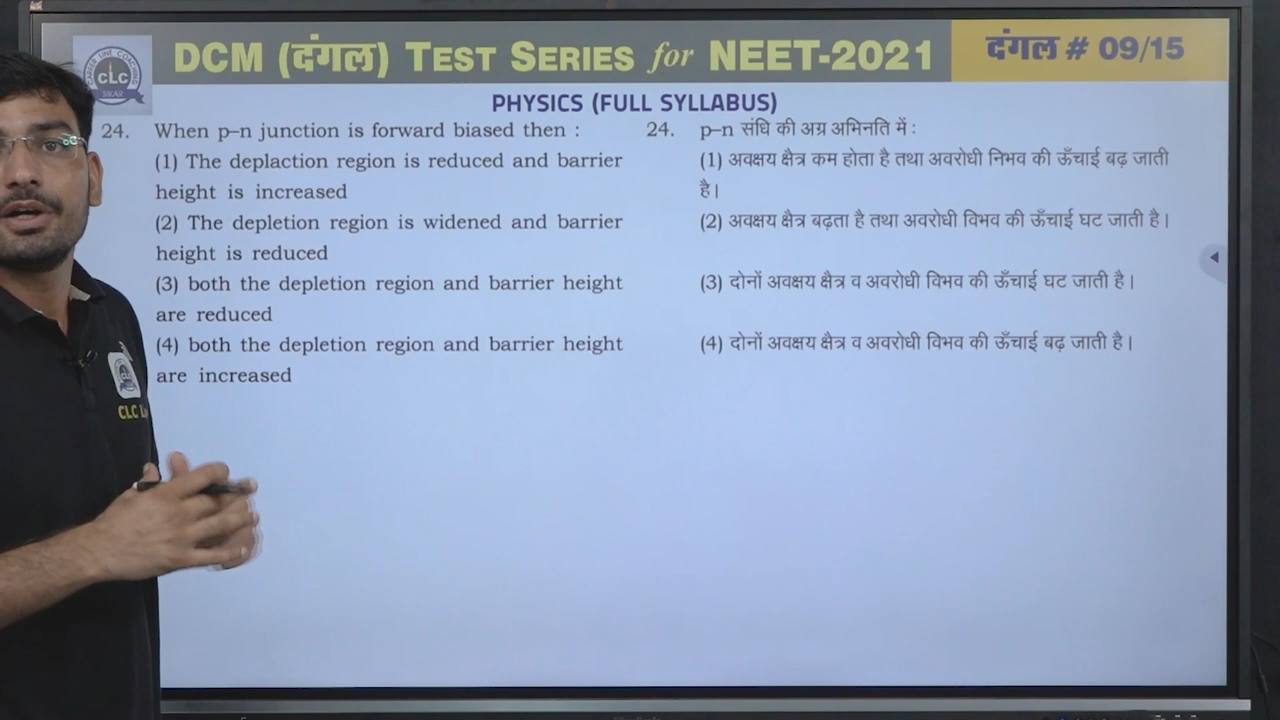 DCM (दंगल) TEST SERIES for NEET-2021
दंगल # 09/15
CLC
SIKAR
PHYSICS (FULL SYLLABUS)
24. When p–n junction is forward biased then :
(1) The deplaction region is reduced and barrier
height is increased
(2) The depletion region is widened and barrier
height is reduced
(3) both the depletion region and barrier height
are reduced
(4) both the depletion region and barrier height
are increased
24. p–n संधि की अग्र अभिनति में :
(1) अवक्षय क्षैत्र कम होता है तथा अवरोधी निभव की ऊँचाई बढ़ जाती
है।
(2) अवक्षय क्षैत्र बढ़ता है तथा अवरोधी विभव की ऊँचाई घट जाती है।
(3) दोनों अवक्षय क्षैत्र व अवरोधी विभव की ऊँचाई घट जाती है।
(4) दोनों अवक्षय क्षैत्र व अवरोधी विभव की ऊँचाई बढ़ जाती है।
CLC